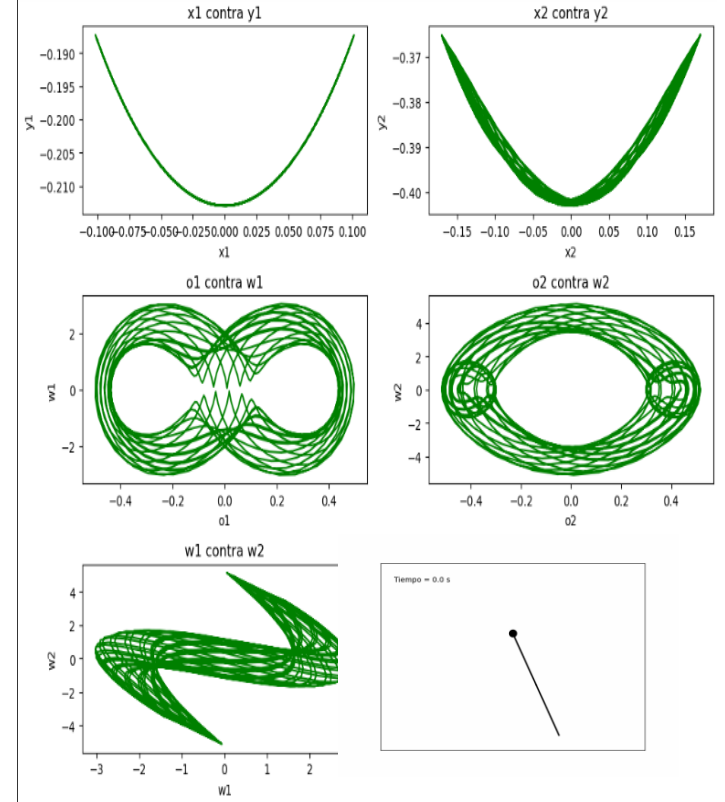 x1 contra y1
x2 contra y2
−0.190
−0.195
−0.200
−0.205
−0.210
y1
−0.100−0.075−0.050−0.0250.000 0.025 0.050 0.075 0.100
x1
−0.37
−0.38
−0.39
−0.40
y2
−0.15 −0.10 −0.05 0.00 0.05 0.10 0.15
x2
o1 contra w1
o2 contra w2
2
0
−2
w1
−0.4 −0.2 0.0 0.2 0.4
o1
4
2
0
−2
−4
w2
−0.4 −0.2 0.0 0.2 0.4
o2
w1 contra w2
4
2
0
−2
−4
w2
−3 −2 −1 0 1 2
w1
Tiempo = 0.0 s